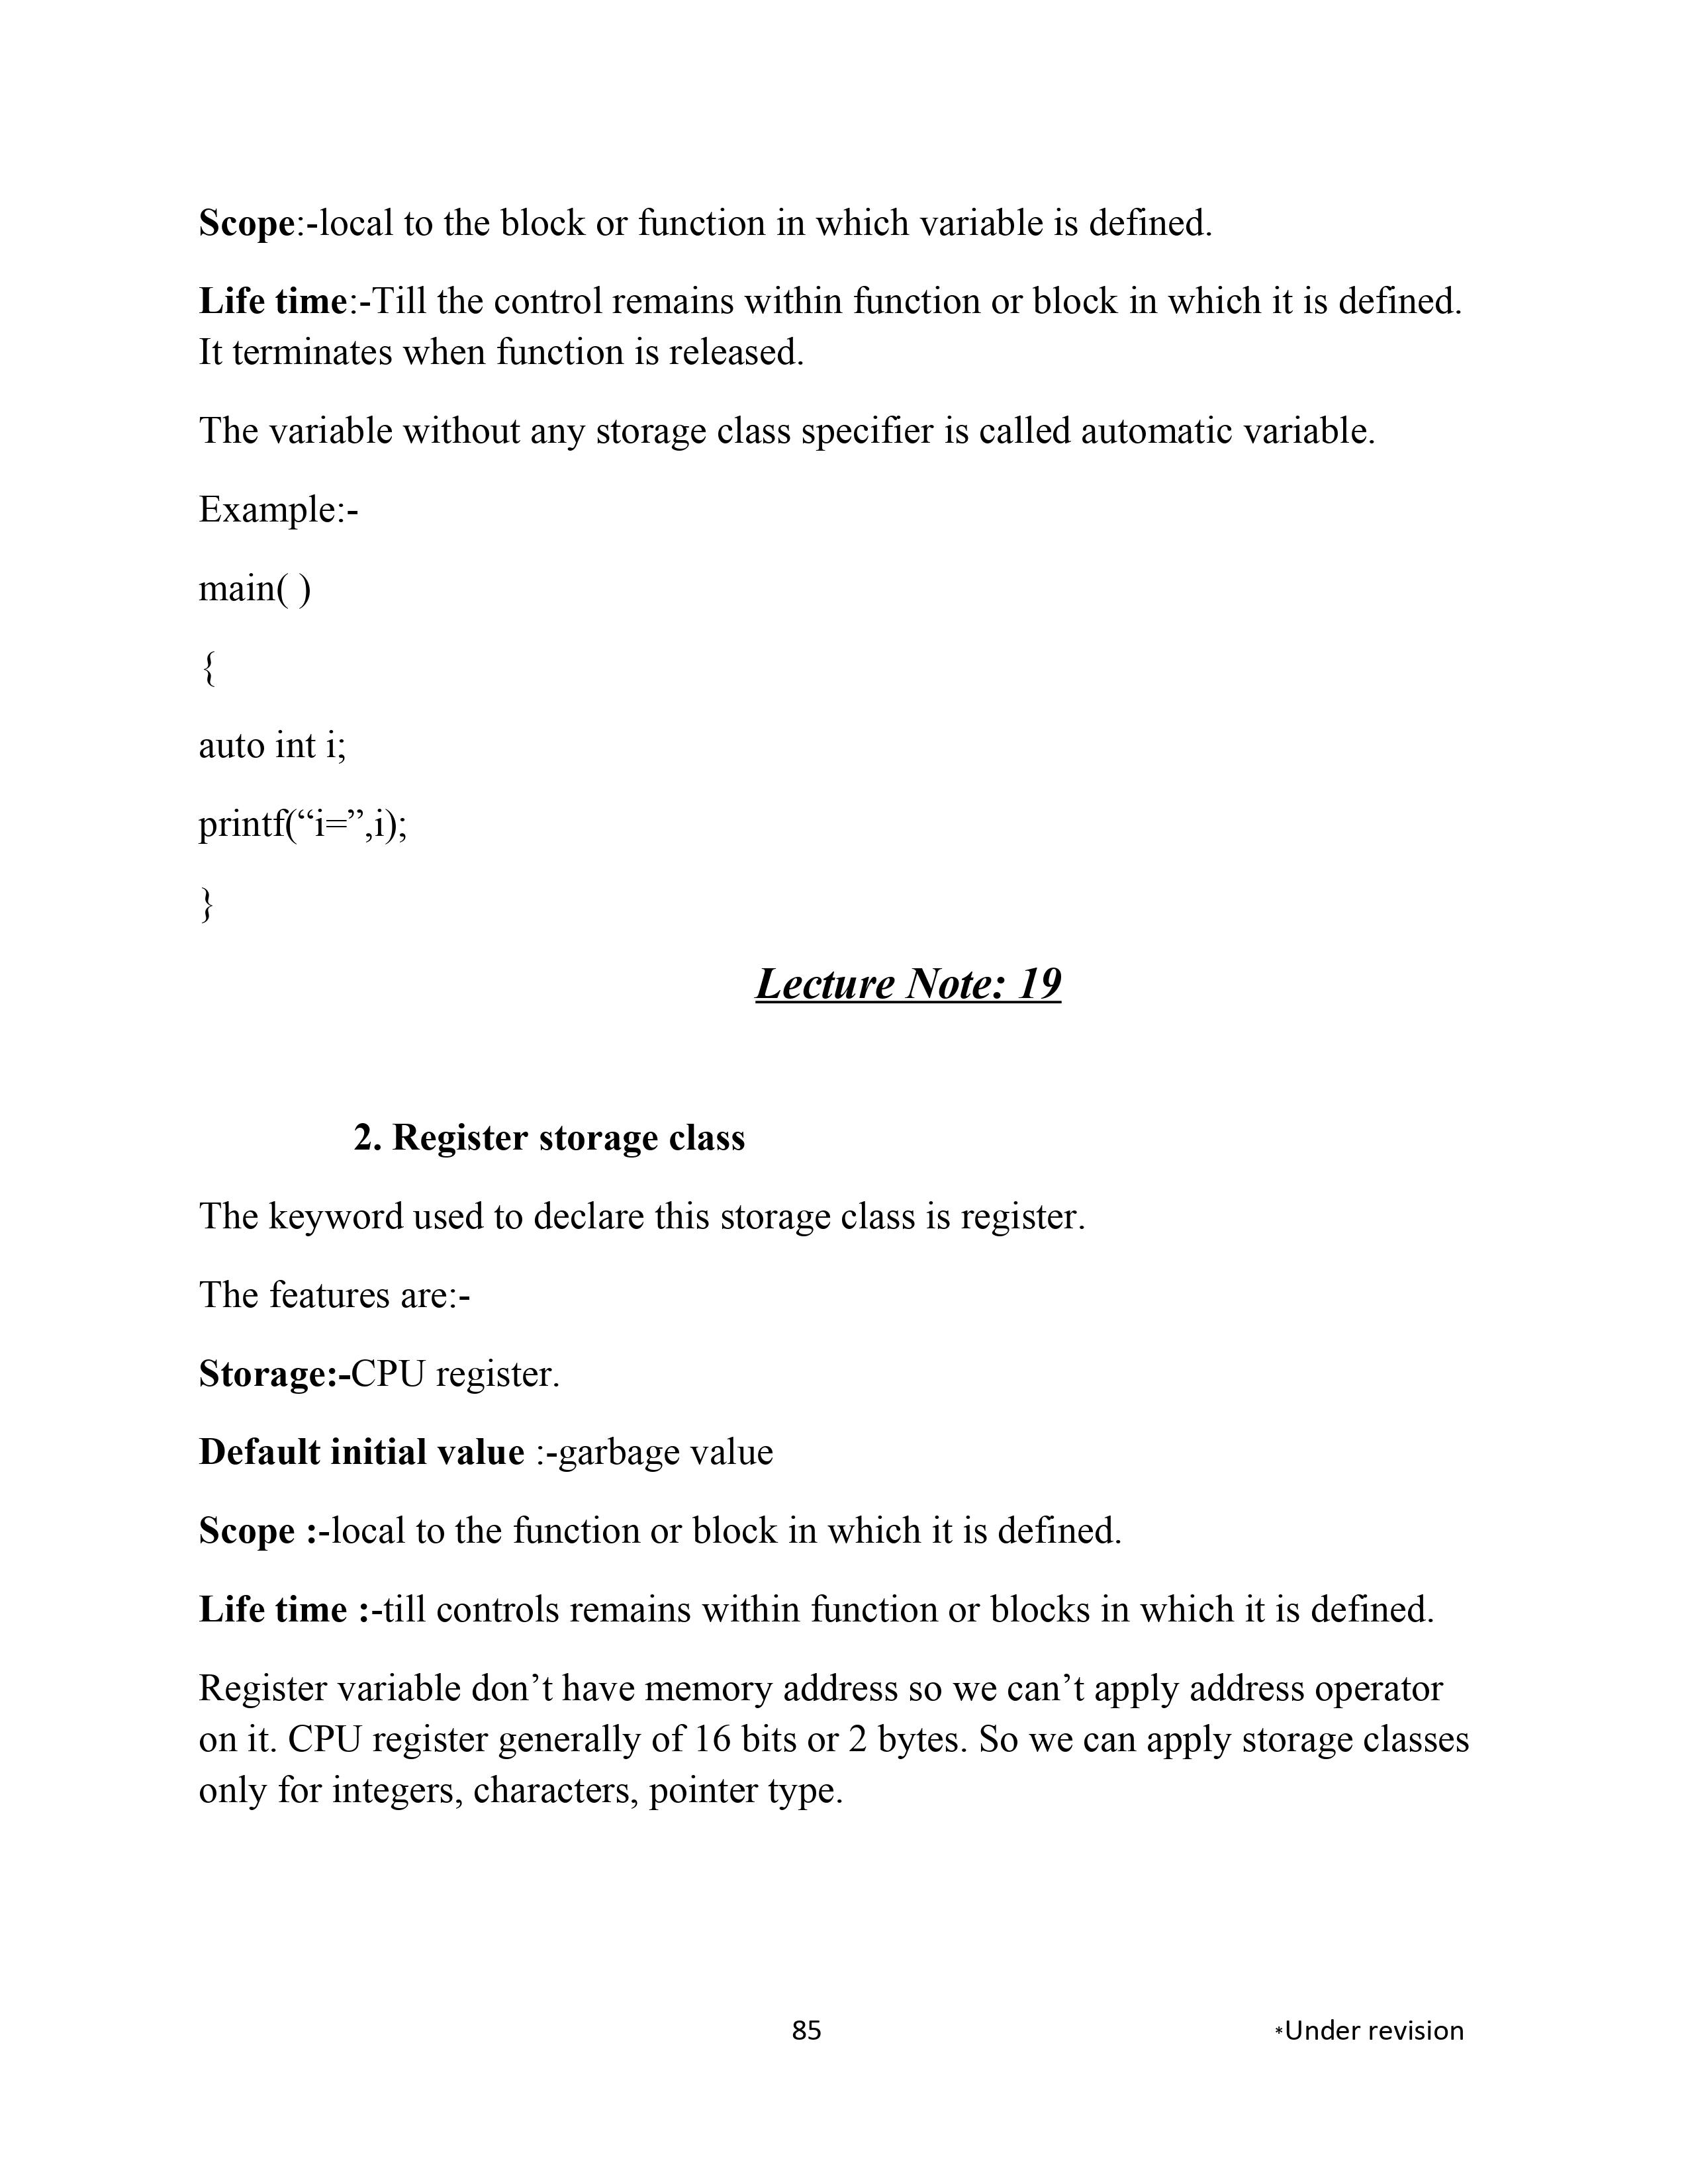 Scope:-local to the block or function in which variable is defined.
Life time:-Till the control remains within function or block in which it is defined.
It terminates when function is released.
The variable without any storage class specifier is called automatic variable.
Example:-
main( )
{
auto int i;
printf(“i=”,i);
}
Lecture Note: 19
2. Register storage class
The keyword used to declare this storage class is register.
The features are:-
Storage:-CPU register.
Default initial value :-garbage value
Scope :-local to the function or block in which it is defined.
Life time :-till controls remains within function or blocks in which it is defined.
Register variable don’t have memory address so we can’t apply address operator
on it. CPU register generally of 16 bits or 2 bytes. So we can apply storage classes
only for integers, characters, pointer type.
85 *Under revision